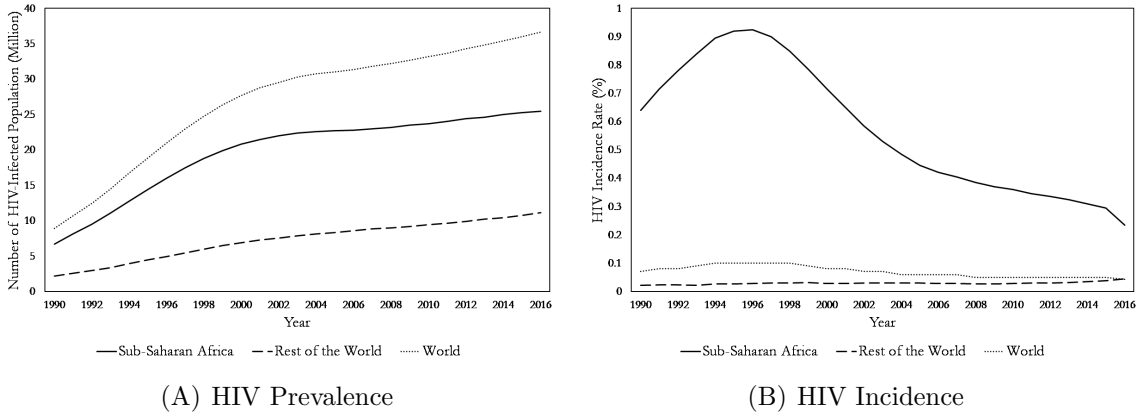 Number of HIV-Infected Population (Million)
40
35
30
25
20
15
10
5
0
1990 1992 1994 1996 1998 2000 2002 2004 2006 2008 2010 2012 2014 2016
Year
Sub-Saharan Africa Rest of the World World
(A) HIV Prevalence
HIV Incidence Rate (%)
1
0.9
0.8
0.7
0.6
0.5
0.4
0.3
0.2
0.1
0
1990 1992 1994 1996 1998 2000 2002 2004 2006 2008 2010 2012 2014 2016
Year
Sub-Saharan Africa Rest of the World World
(B) HIV Incidence